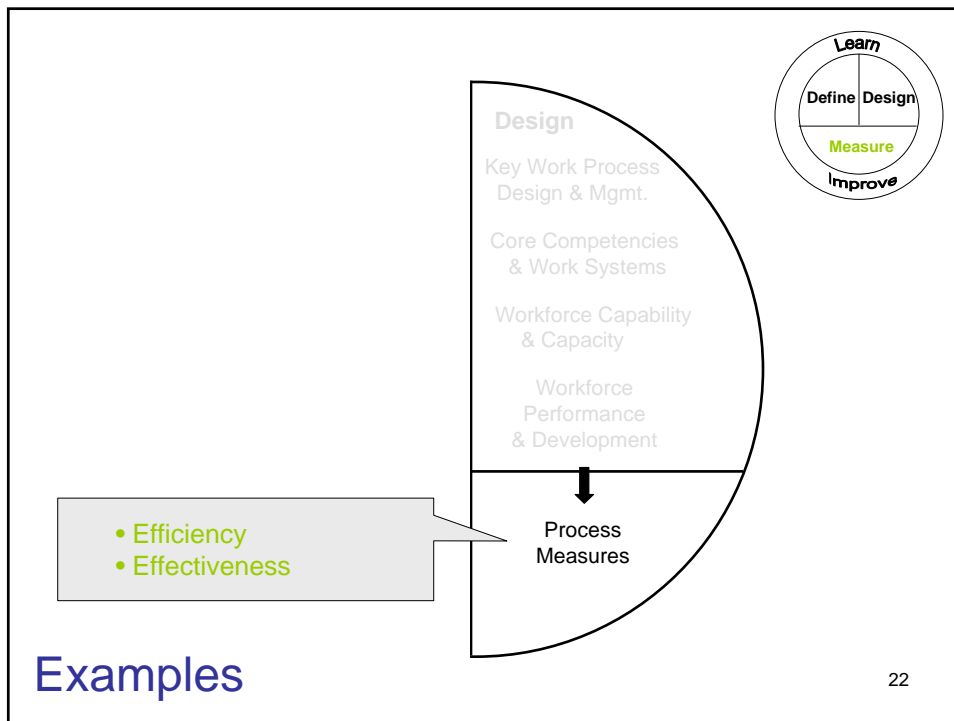 Learn
Define Design
Measure
Improve
Design
Key Work Process
Design & Mgmt.
Core Competencies
& Work Systems
Workforce Capability
& Capacity
Workforce
Performance
& Development
Process
Measures
• Efficiency
• Effectiveness
Examples
22